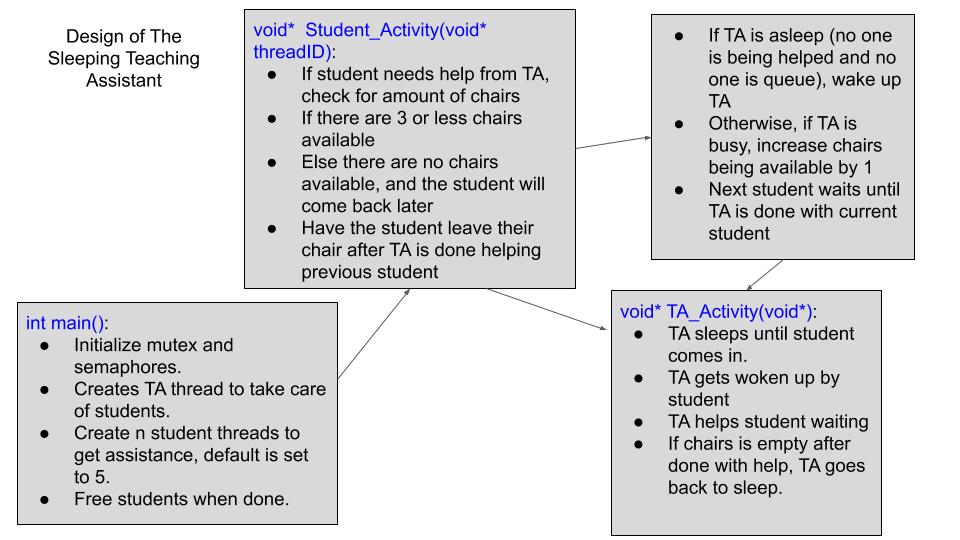 Design of The
Sleeping Teaching
Assistant
void*  Student_Activity(void*
threadID):
● If student needs help from TA,
check for amount of chairs
● If there are 3 or less chairs
available
● Else there are no chairs
available, and the student will
come back later
● Have the student leave their
chair after TA is done helping
previous student
● If TA is asleep (no one
is being helped and no
one is queue), wake up
TA
● Otherwise, if TA is
busy, increase chairs
being available by 1
● Next student waits until
TA is done with current
student
int main():
● Initialize mutex and
semaphores.
● Creates TA thread to take care
of students.
● Create n student threads to
get assistance, default is set
to 5.
● Free students when done.
void* TA_Activity(void*):
● TA sleeps until student
comes in.
● TA gets woken up by
student
● TA helps student waiting
● If chairs is empty after
done with help, TA goes
back to sleep.